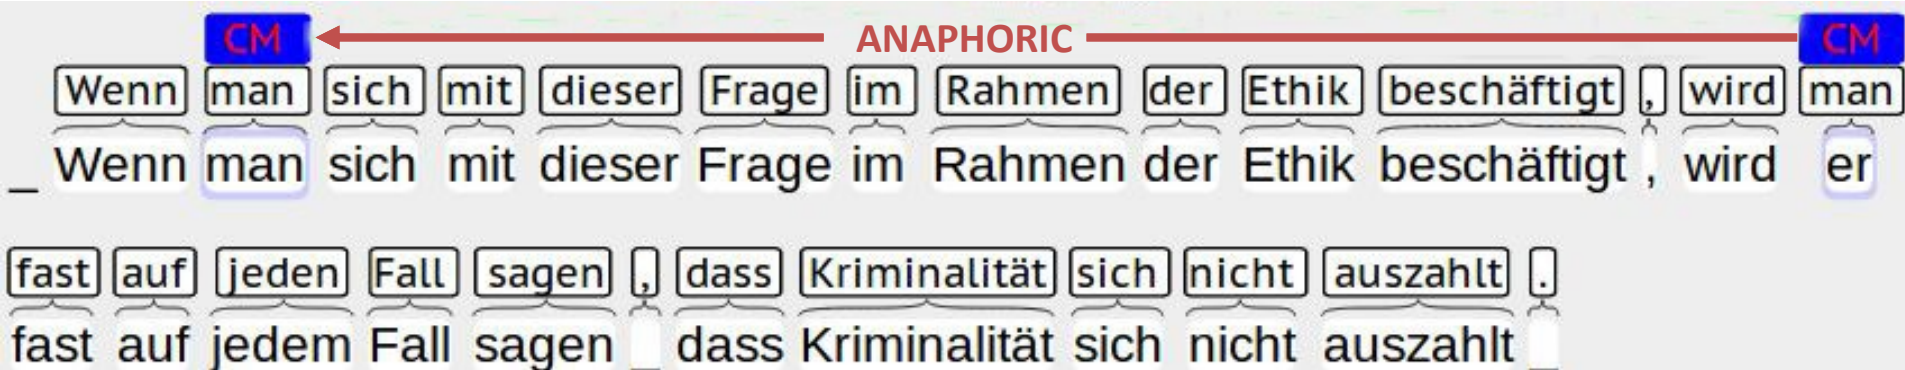 CM ANAPHORIC CM
Wenn man sich mit dieser Frage im Rahmen der Ethik beschäftigt , wird man
_ Wenn man sich mit dieser Frage im Rahmen der Ethik beschäftigt , wird er
fast auf jeden Fall sagen , dass Kriminalität sich nicht auszahlt .
fast auf jedem Fall sagen _ dass Kriminalität sich nicht auszahlt _